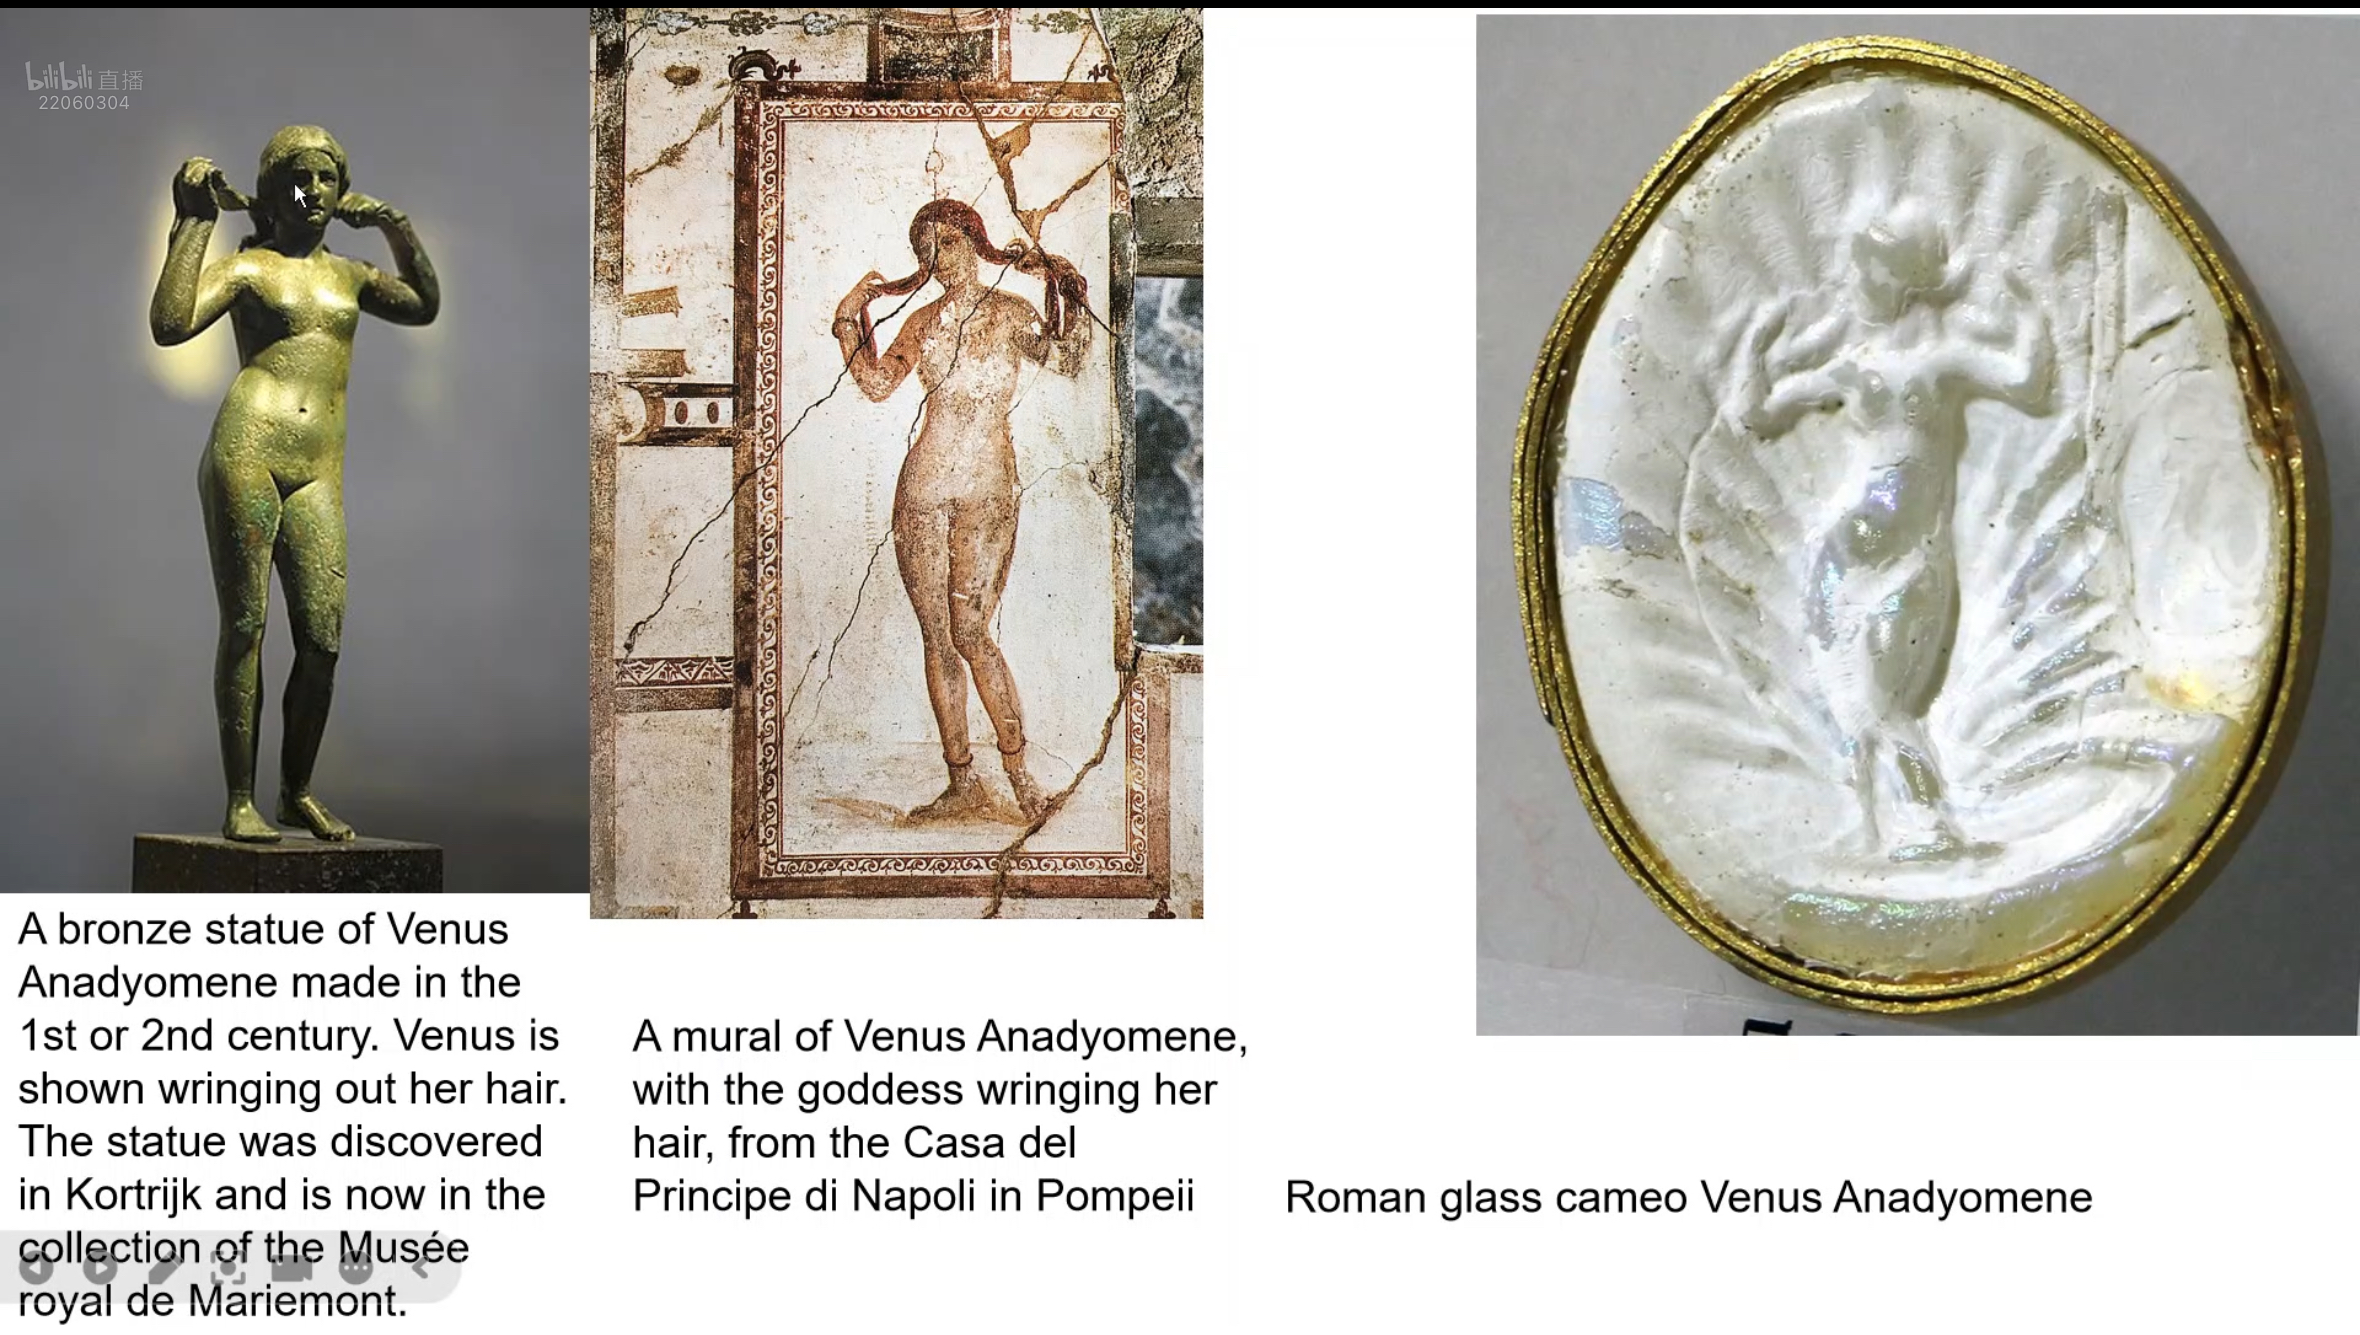 bilibili 直播
22060304
A bronze statue of Venus
Anadyomene made in the
1st or 2nd century. Venus is
shown wringing out her hair.
The statue was discovered
in Kortrijk and is now in the
collection of the Musée
royal de Mariemont.
A mural of Venus Anadyomene,
with the goddess wringing her
hair, from the Casa del
Principe di Napoli in Pompeii
Roman glass cameo Venus Anadyomene